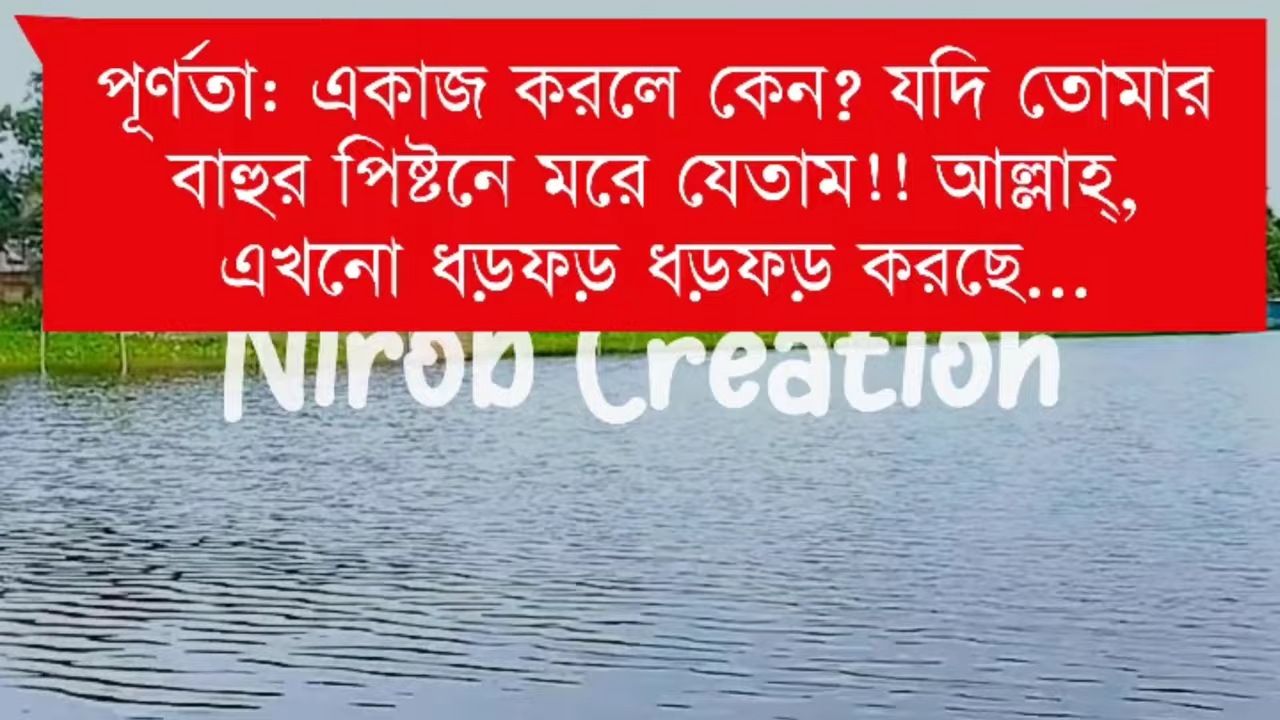 পূর্ণতা: একাজ করলে কেন? যদি তোমার
বাহুর পিষ্টনে মরে যেতাম!! আল্লাহ্,
এখনো ধড়ফড় ধড়ফড় করছে...
Nirob Creation